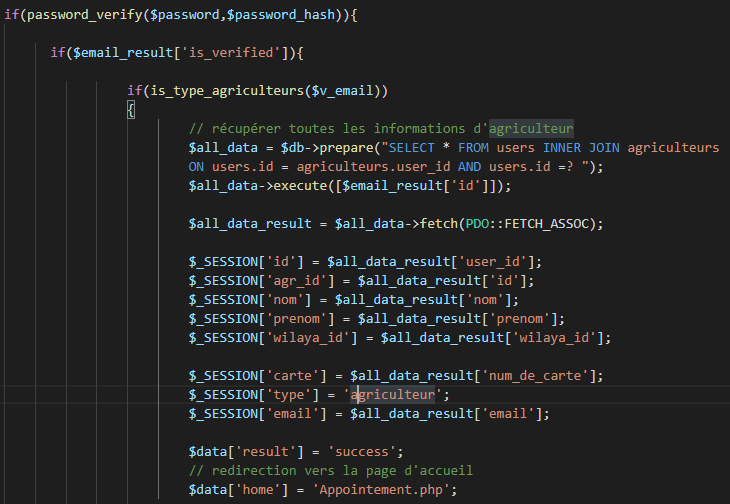 if(password_verify($password,$password_hash)){
if($email_result['is_verified']){
if(is_type_agriculteurs($v_email))
{
// récupérer toutes les informations d'agriculteur
$all_data = $db->prepare("SELECT * FROM users INNER JOIN agriculteurs
ON users.id = agriculteurs.user_id AND users.id =? ");
$all_data->execute([$email_result['id']]);
$all_data_result = $all_data->fetch(PDO::FETCH_ASSOC);
$_SESSION['id'] = $all_data_result['user_id'];
$_SESSION['agr_id'] = $all_data_result['id'];
$_SESSION['nom'] = $all_data_result['nom'];
$_SESSION['prenom'] = $all_data_result['prenom'];
$_SESSION['wilaya_id'] = $all_data_result['wilaya_id'];
$_SESSION['carte'] = $all_data_result['num_de_carte'];
$_SESSION['type'] = 'agriculteur';
$_SESSION['email'] = $all_data_result['email'];
$data['result'] = 'success';
// redirection vers la page d'accueil
$data['home'] = 'Appointement.php';